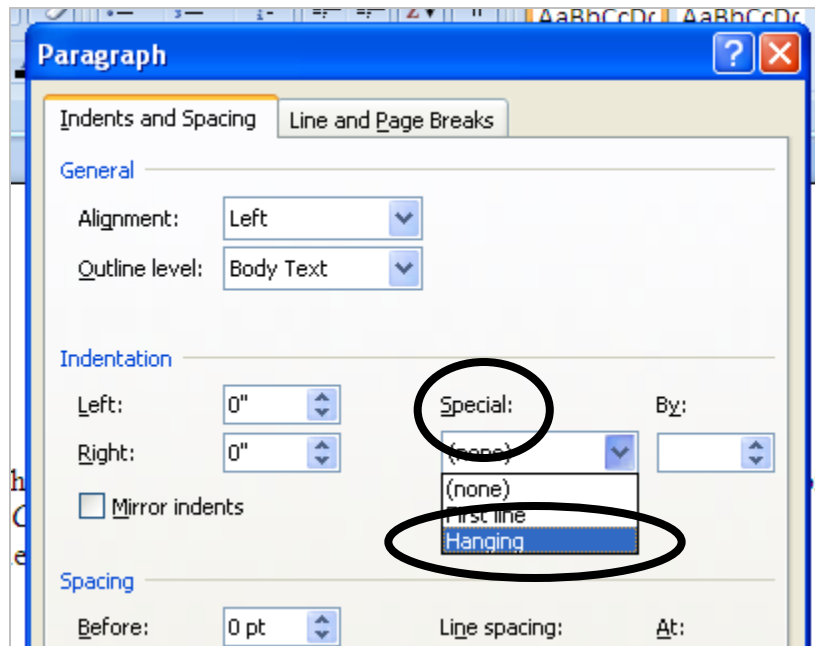 AaBbCcDc AaBbCcDc
Paragraph ?
Indents and Spacing Line and Page Breaks
General
Alignment: Left
Outline level: Body Text
Indentation
Left: 0" Special: By:
Right: 0" (none)
(none)
Mirror indents First line
Hanging
Spacing
Before: 0 pt Line spacing: At: